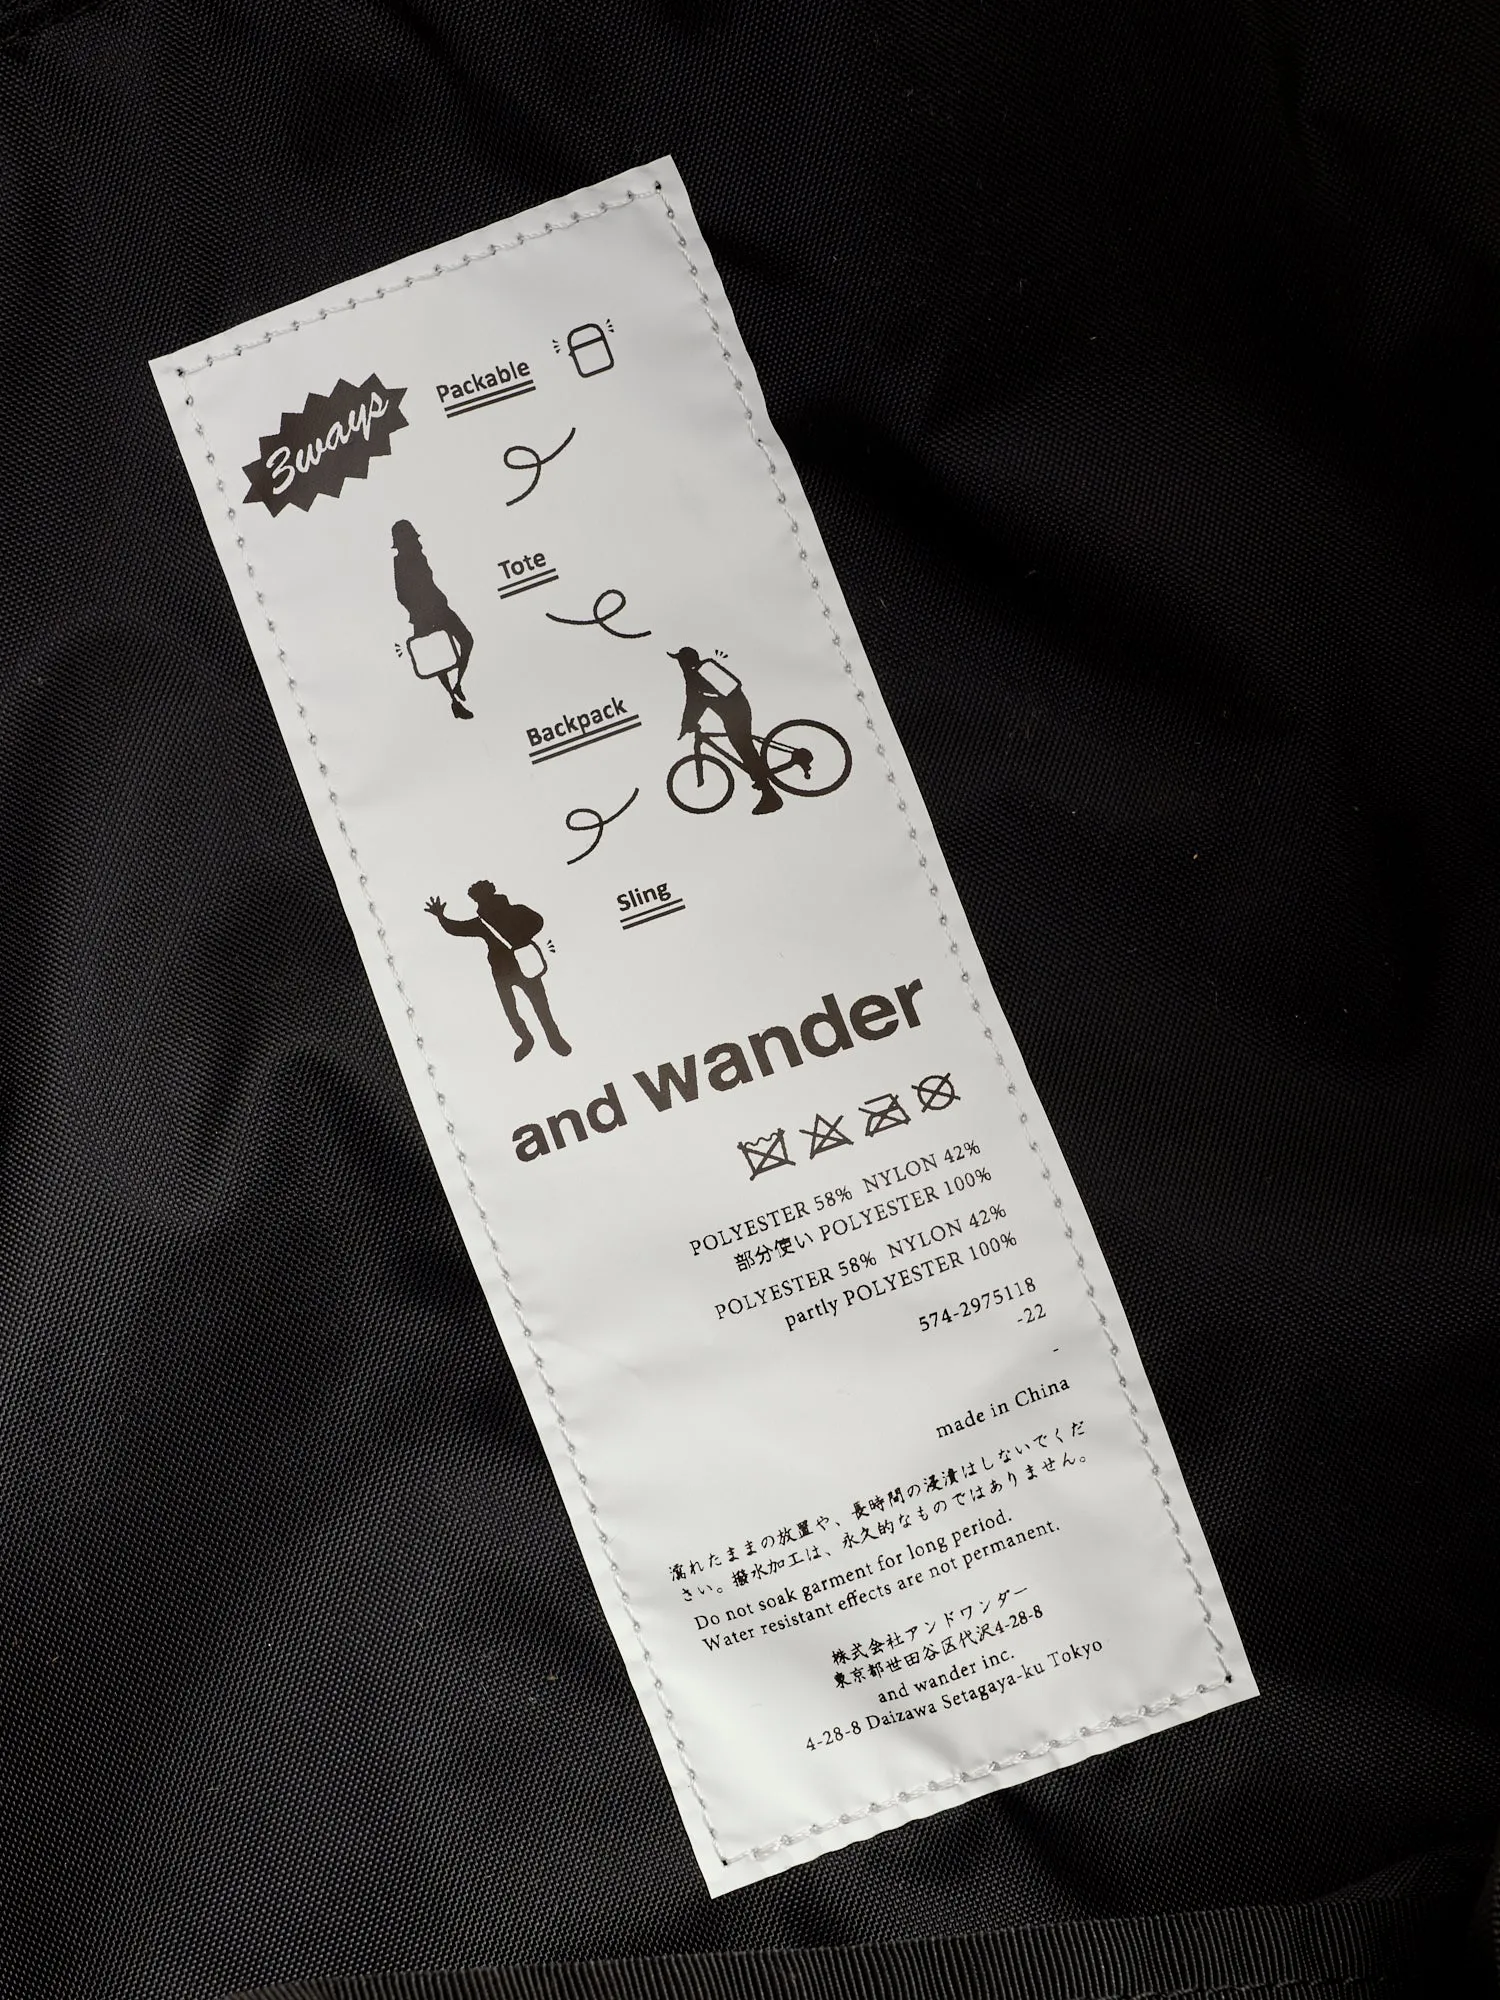 3ways
Packable
Tote
Backpack
Sling
and wander
POLYESTER 58% NYLON 42%
部分使い POLYESTER 100%
POLYESTER 58% NYLON 42%
partly POLYESTER 100%
574-2975118
-22
-
made in China
濡れたままの放置や、長時間の浸漬はしないでくだ
さい。撥水加工は、永久的なものではありません。
Do not soak garment for long period.
Water resistant effects are not permanent.
株式会社アンドワンダー
東京都世田谷区代沢4-28-8
and wander inc.
4-28-8 Daizawa Setagaya-ku Tokyo